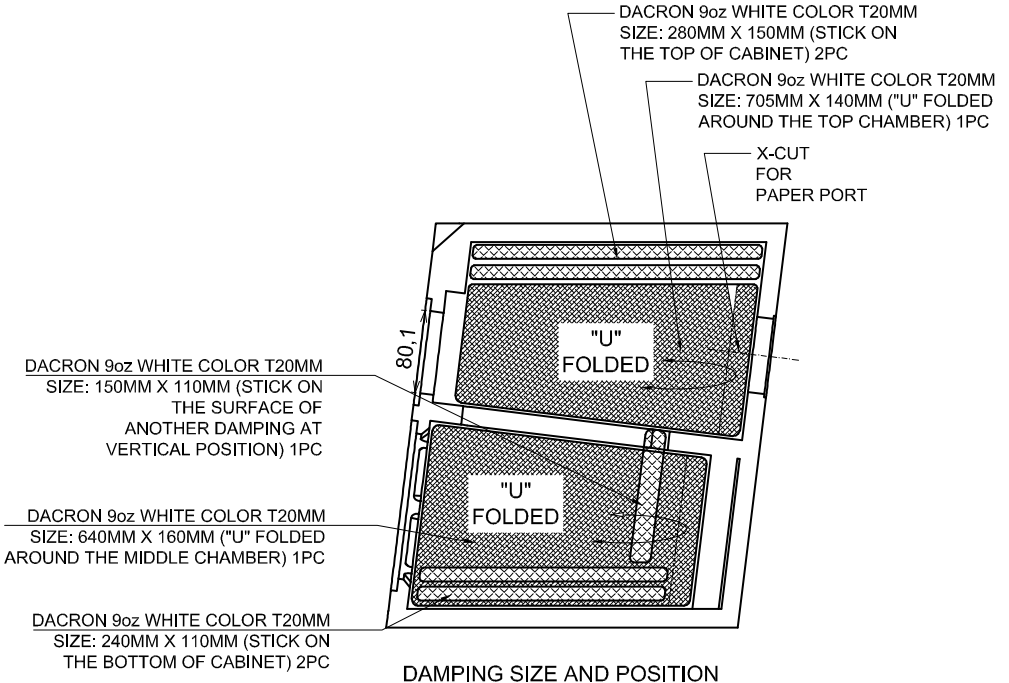 DACRON 9oz WHITE COLOR T20MM
SIZE: 280MM X 150MM (STICK ON
THE TOP OF CABINET) 2PC
DACRON 9oz WHITE COLOR T20MM
SIZE: 705MM X 140MM ("U" FOLDED
AROUND THE TOP CHAMBER) 1PC
X-CUT
FOR
PAPER PORT
80,1
"U"
FOLDED
DACRON 9oz WHITE COLOR T20MM
SIZE: 150MM X 110MM (STICK ON
THE SURFACE OF
ANOTHER DAMPING AT
VERTICAL POSITION) 1PC
"U"
FOLDED
DACRON 9oz WHITE COLOR T20MM
SIZE: 640MM X 160MM ("U" FOLDED
AROUND THE MIDDLE CHAMBER) 1PC
DACRON 9oz WHITE COLOR T20MM
SIZE: 240MM X 110MM (STICK ON
THE BOTTOM OF CABINET) 2PC
DAMPING SIZE AND POSITION